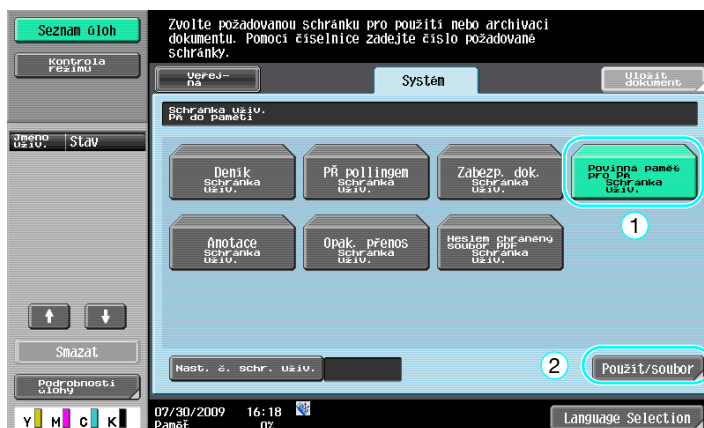 Seznam úloh
Kontrola
režimu
Jméno
uživ.
Stav
Smazat
Podrobnosti
úlohy
Y M C K
Zvolte požadovanou schránku pro použití nebo archivaci
dokumentu. Pomocí číselnice zadejte číslo požadované
schránky.
Veřej-
ná
Systém
Uložit
dokument
Schránka uživ.
PŘ do paměti
Deník
Schránka
uživ.
PŘ pollingem
Schránka
uživ.
Zabezp. dok.
Schránka
uživ.
Povinná paměť
pro PŘ
Schránka
uživ.
1
Anotace
Schránka
uživ.
Opak. přenos
Schránka
uživ.
Heslem chráněný
soubor PDF
Schránka
uživ.
Nast. č. schr. uživ.
2
Použít/soubor
07/30/2009 16:18
Paměť 0%
Language Selection